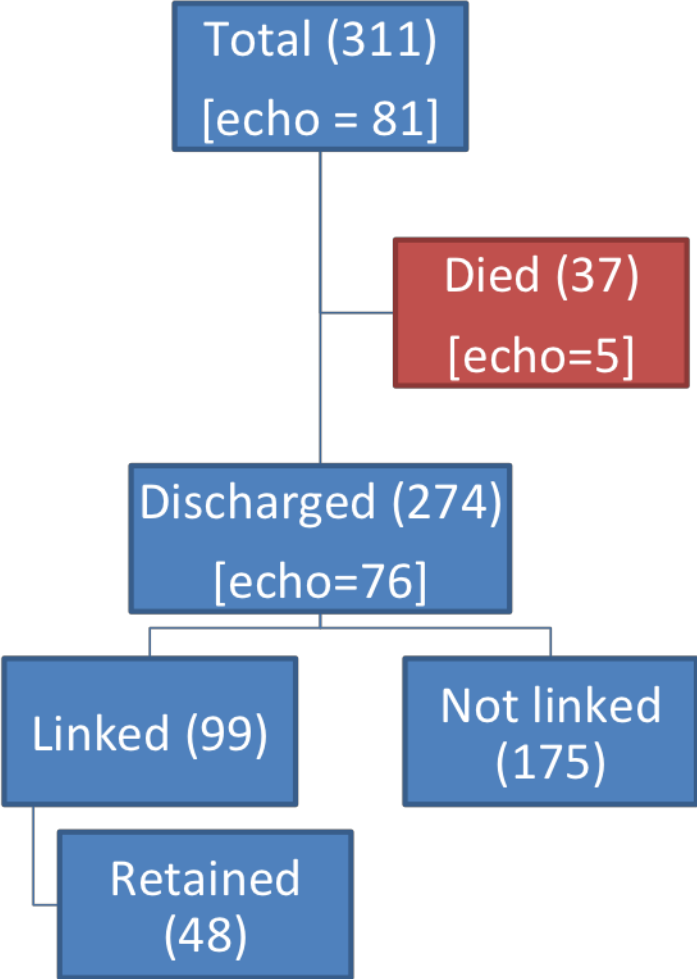 Total (311)
[echo = 81]
Died (37)
[echo=5]
Discharged (274)
[echo=76]
Linked (99)
Not linked
(175)
Retained
(48)